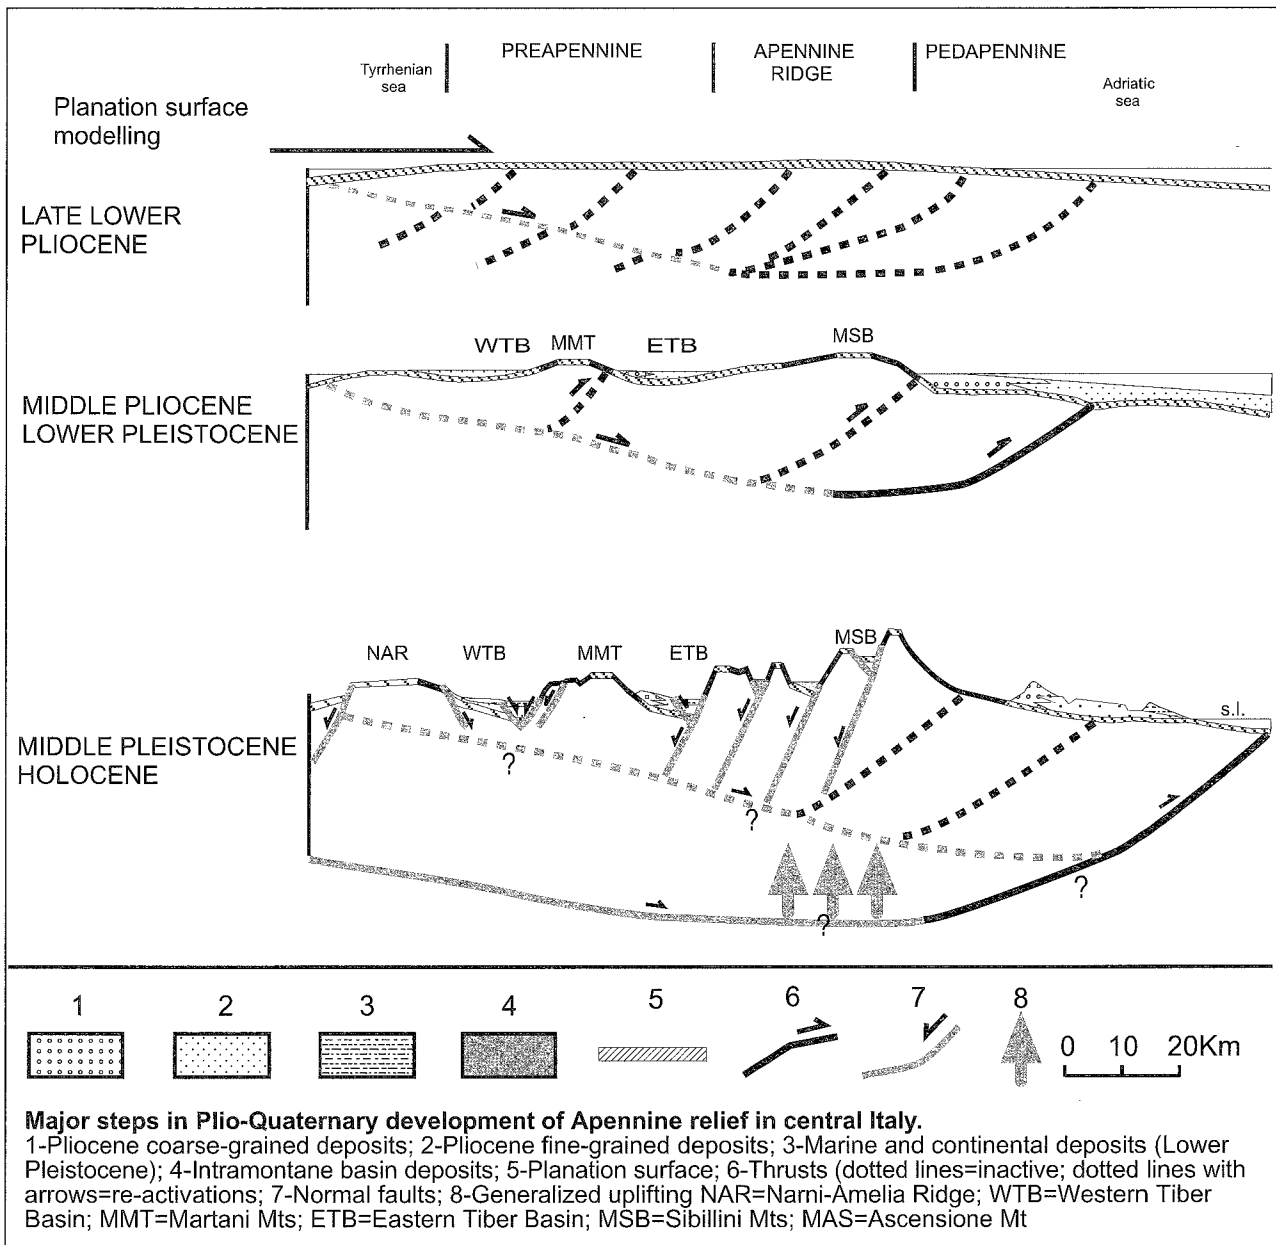 PREAPENNINE
APENNINE
RIDGE
PEDAPENNINE
Tyrrhenian
sea
Adriatic
sea
Planation surface
modelling
LATE LOWER
PLIOCENE
WTB
MMT
ETB
MSB
MIDDLE PLIOCENE
LOWER PLEISTOCENE
NAR
WTB
MMT
ETB
MSB
s.l.
MIDDLE PLEISTOCENE
HOLOCENE
?
?
?
?
1
2
3
4
5
6
7
8
0 10 20Km
Major steps in Plio-Quaternary development of Apennine relief in central Italy.
1-Pliocene coarse-grained deposits; 2-Pliocene fine-grained deposits; 3-Marine and continental deposits (Lower
Pleistocene); 4-Intramontane basin deposits; 5-Planation surface; 6-Thrusts (dotted lines=inactive; dotted lines with
arrows=re-activations; 7-Normal faults; 8-Generalized uplifting NAR=Narni-Amelia Ridge; WTB=Western Tiber
Basin; MMT=Martani Mts; ETB=Eastern Tiber Basin; MSB=Sibillini Mts; MAS=Ascensione Mt